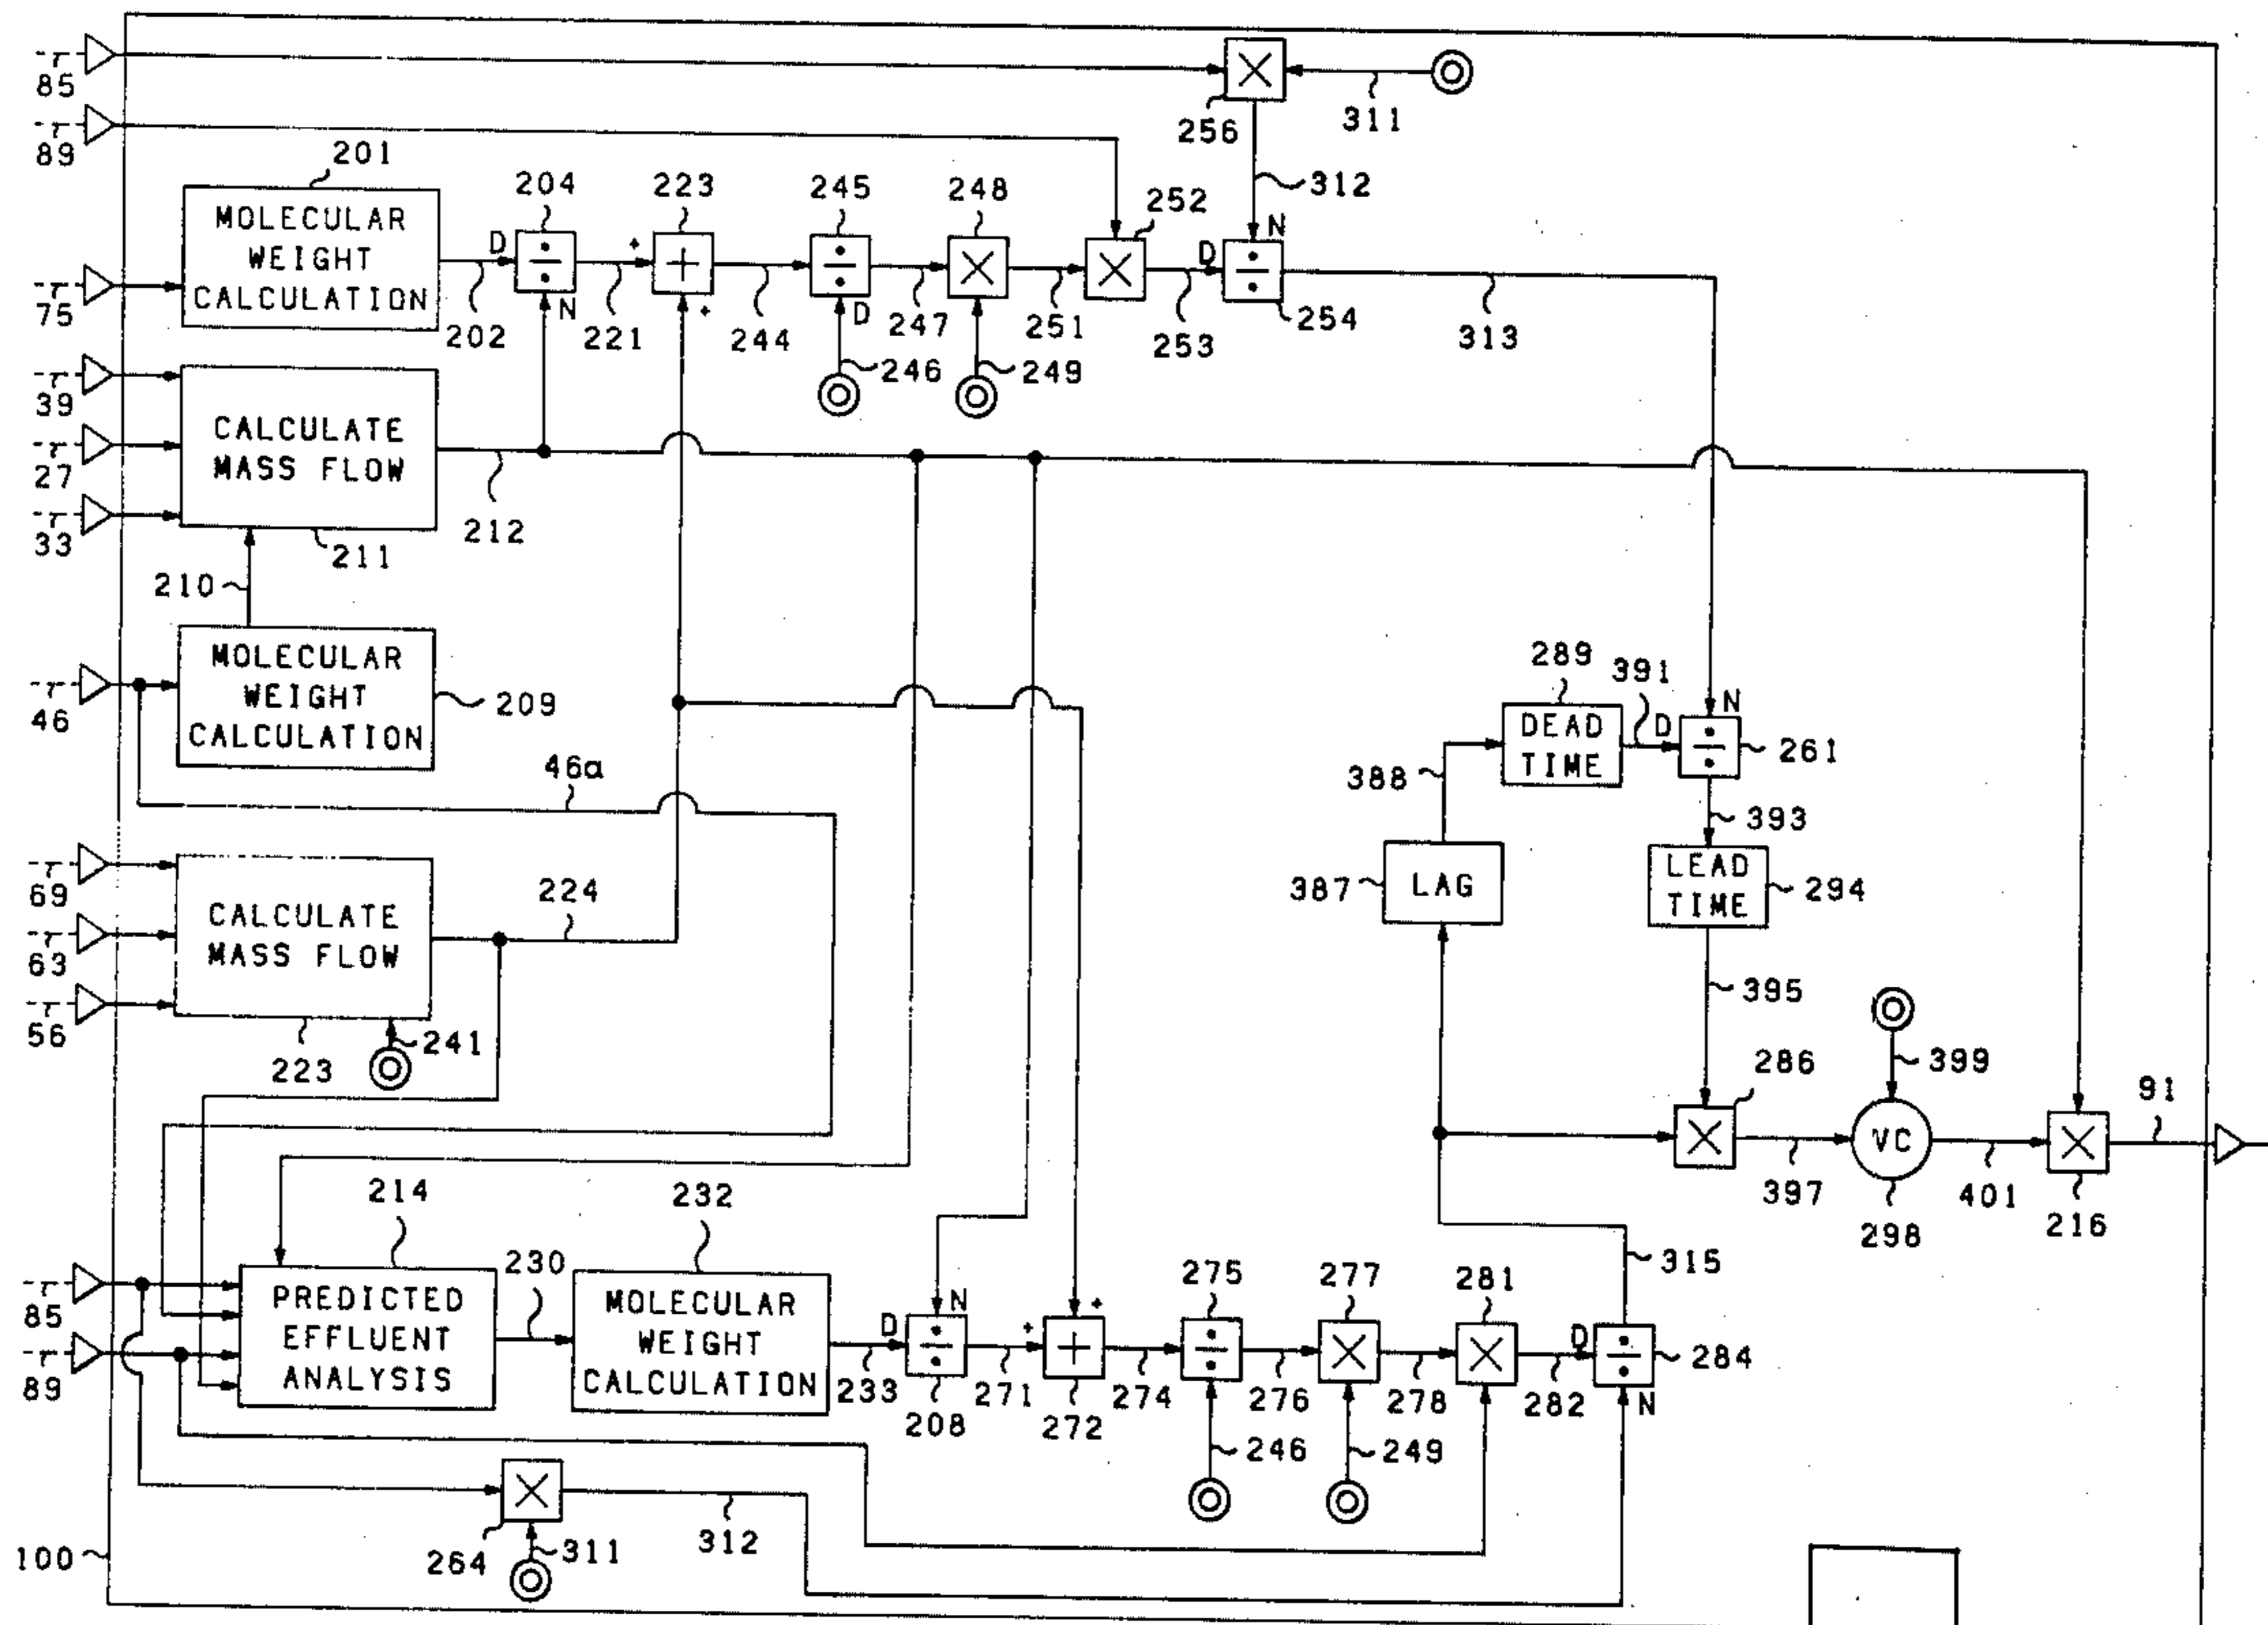 85
311
256
89
201
312
204
223
245
248
252
MOLECULAR
WEIGHT
CALCULATION
D
N
+
+
D
D
N
75
202
221
244
246
247
249
251
253
254
313
39
27
33
CALCULATE
MASS FLOW
212
211
210
46
MOLECULAR
WEIGHT
CALCULATION
209
289
391
N
DEAD
TIME
D
261
388
46a
393
69
63
56
CALCULATE
MASS FLOW
224
387
LAG
LEAD
TIME
294
395
223
241
399
286
91
VC
397
298
401
216
214
232
230
315
275
277
281
85
89
PREDICTED
EFFLUENT
ANALYSIS
MOLECULAR
WEIGHT
CALCULATION
D
N
+
+
D
N
284
233
208
271
272
274
276
278
282
246
249
264
311
312
100